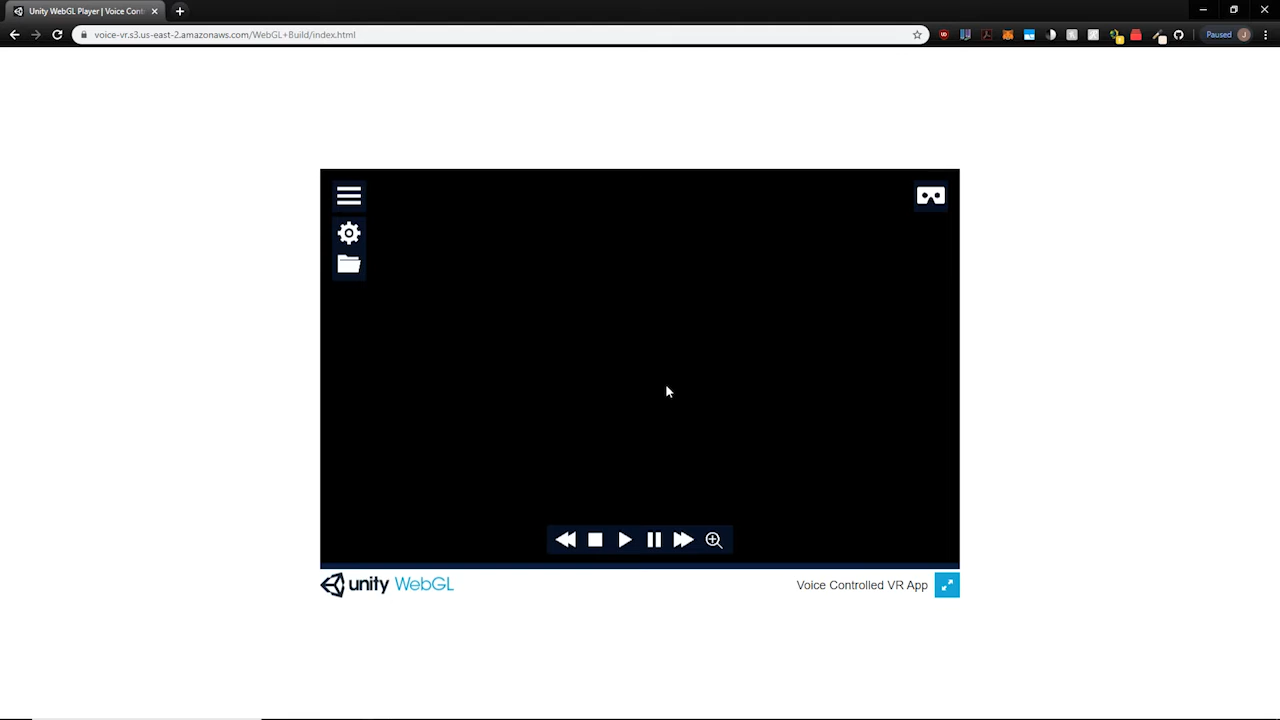 Unity WebGL Player | Voice Cont
voice-vr.s3.us-east-2.amazonaws.com/WebGL+Build/index.html
Paused
J
unity WebGL
Voice Controlled VR App